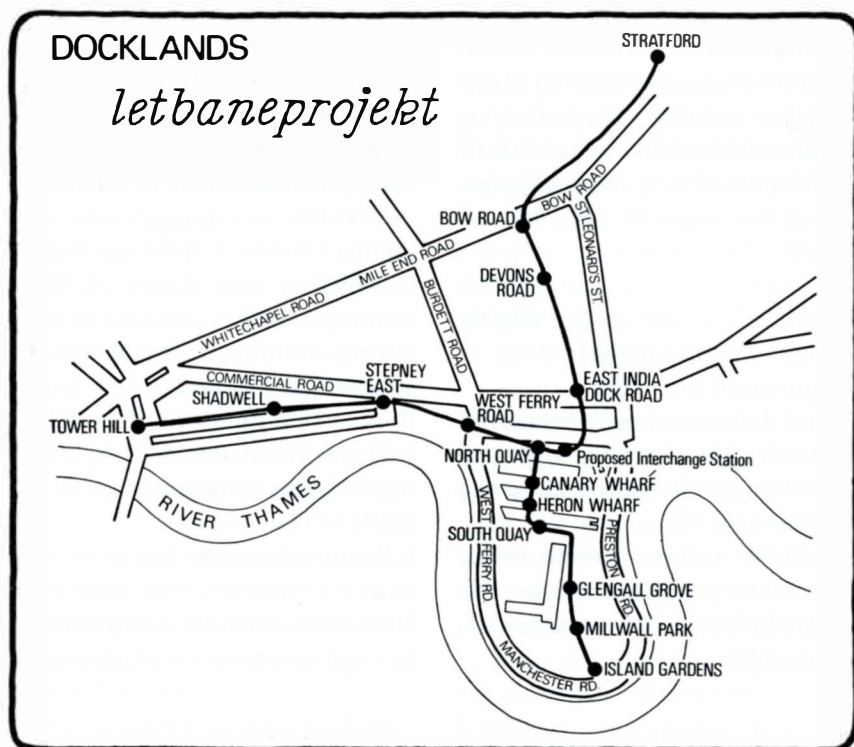 DOCKLANDS
letbaneprojekt
STRATFORD
BOW ROAD
BOW ROAD
ST. LEONARD'S ST.
MILE END ROAD
DEVONS
ROAD
WHITECHAPEL ROAD
BURDETT ROAD
COMMERCIAL ROAD
STEPNEY
EAST
SHADWELL
WEST FERRY
ROAD
EAST INDIA
DOCK ROAD
TOWER HILL
NORTH QUAY
Proposed Interchange Station
CANARY WHARF
HERON WHARF
RIVER THAMES
SOUTH QUAY
WEST FERRY RD.
PRESTON RD.
GLENGALL GROVE
MILLWALL PARK
MANCHESTER RD.
ISLAND GARDENS